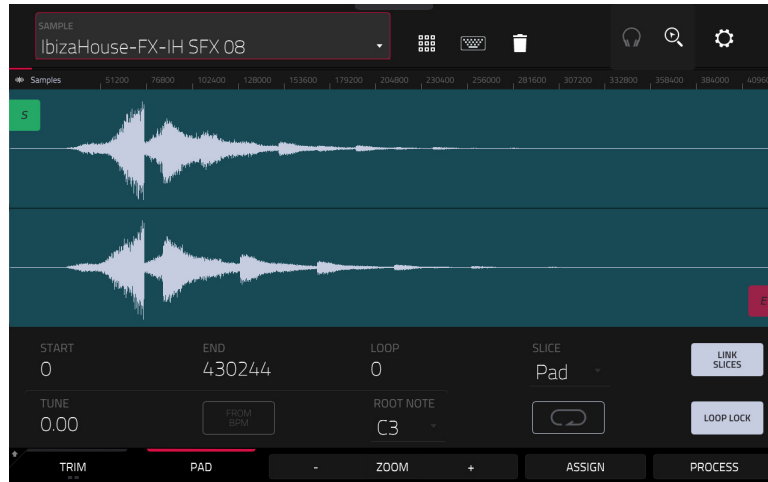 SAMPLE
IbizaHouse-FX-IH SFX 08
Samples 51200 76800 102400 128000 153600 179200 204800 230400 256000 281600 307200 332800 358400 384000 4096
S
E
START END LOOP SLICE
0 430244 0 Pad
LINK
SLICES
TUNE FROM BPM ROOT NOTE
0.00 C3 LOOP LOCK
TRIM PAD - ZOOM + ASSIGN PROCESS